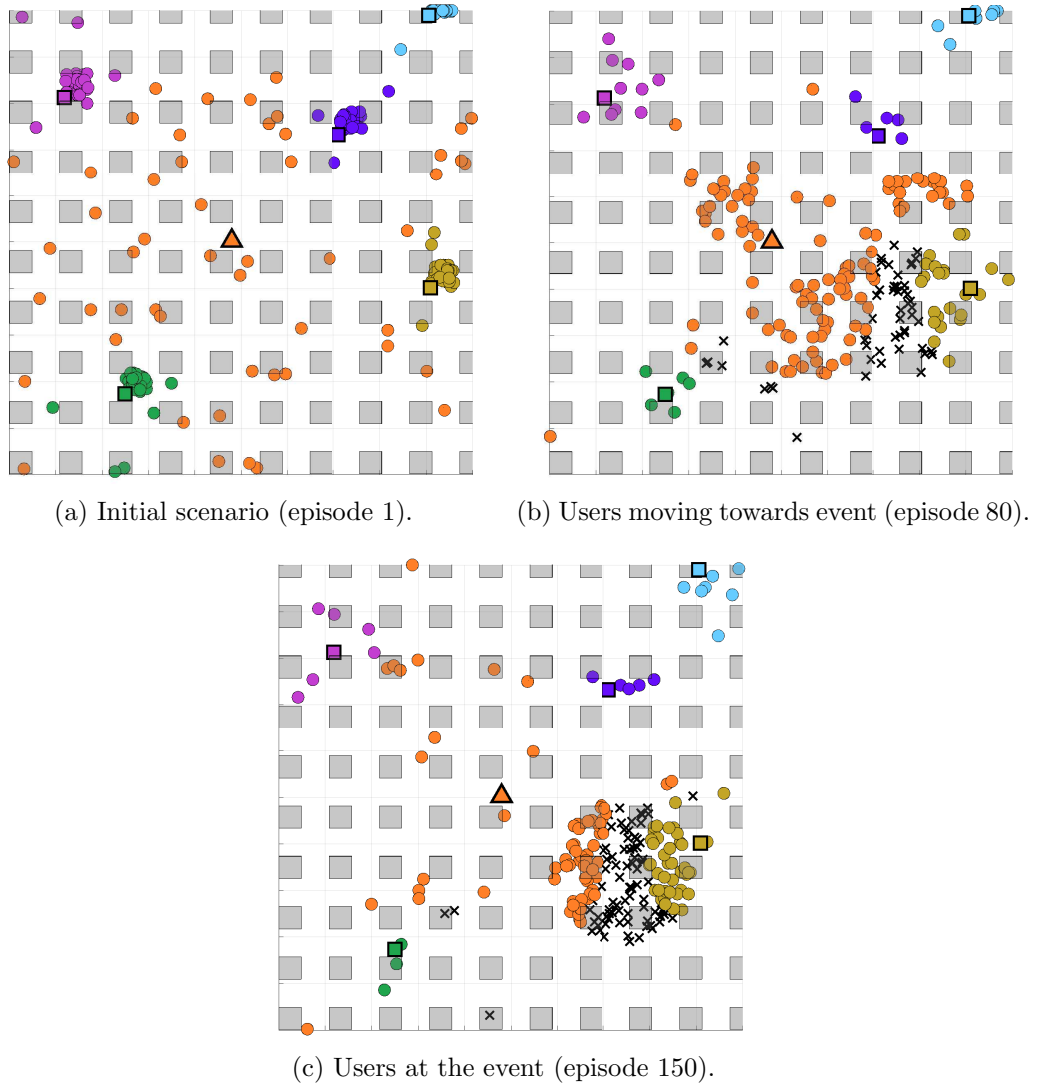 (a) Initial scenario (episode 1).
(b) Users moving towards event (episode 80).
(c) Users at the event (episode 150).